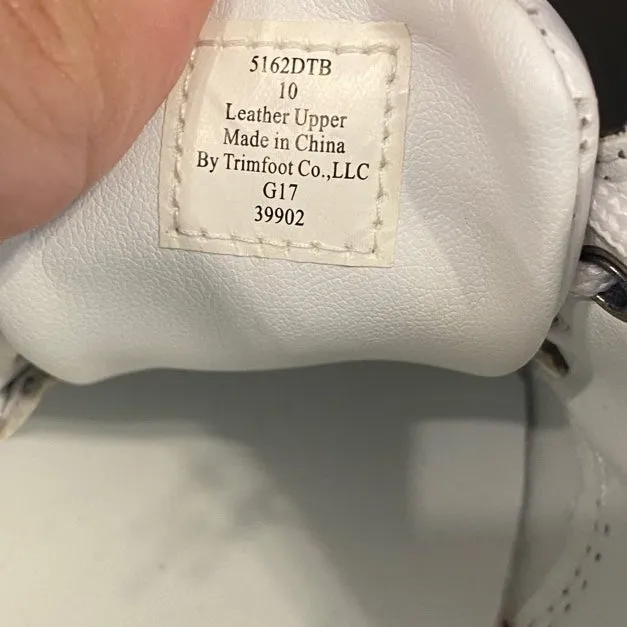 5162DTB
10
Leather Upper
Made in China
By Trimfoot Co.,LLC
G17
39902